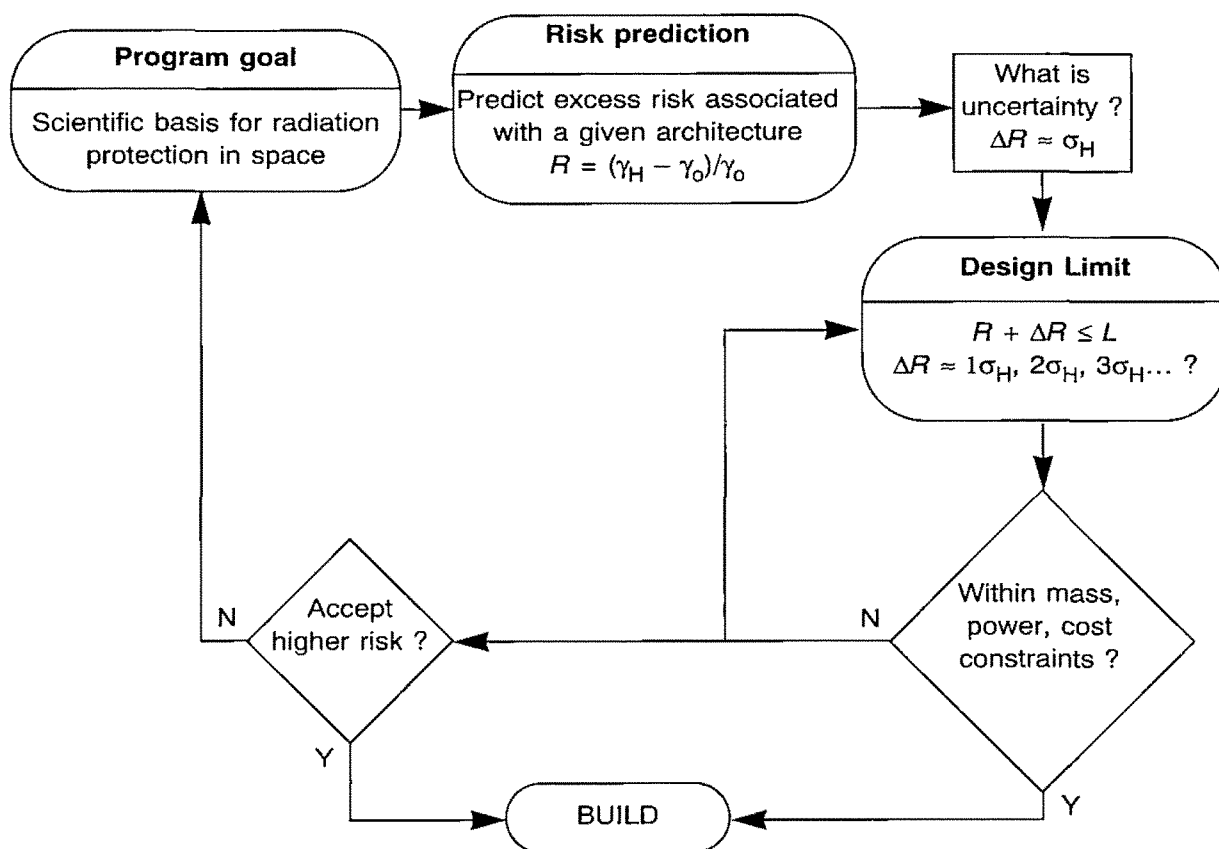 Program goal
Scientific basis for radiation
protection in space
Risk prediction
Predict excess risk associated
with a given architecture
R = (γH − γo)/γo
What is
uncertainty ?
ΔR ≈ σH
Design Limit
R + ΔR ≤ L
ΔR ≈ 1σH, 2σH, 3σH... ?
Within mass,
power, cost
constraints ?
N
Y
Accept
higher risk ?
N
Y
BUILD